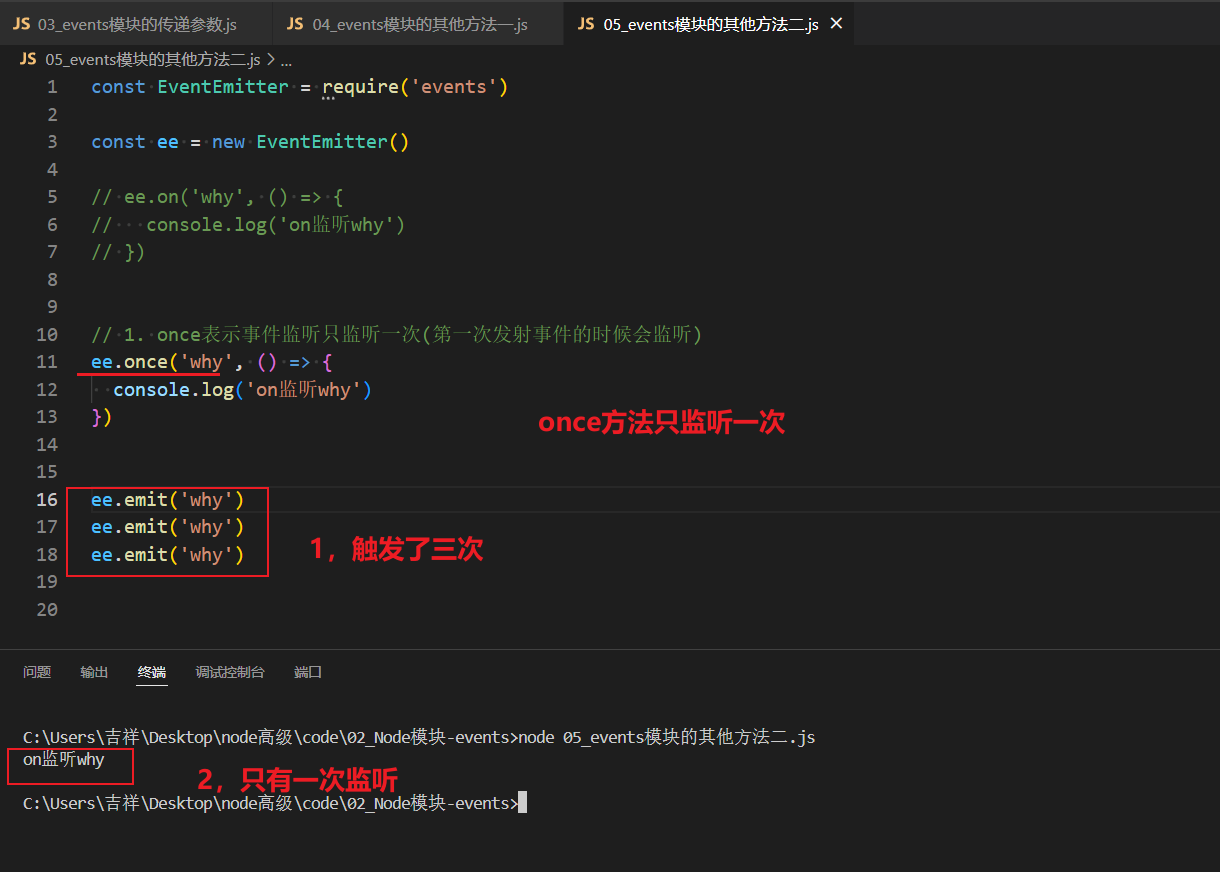 JS 03_events模块的传递参数.js JS 04_events模块的其他方法一.js JS 05_events模块的其他方法二.js ✕
JS 05_events模块的其他方法二.js > ...
1 const EventEmitter = require('events')
2
3 const ee = new EventEmitter()
4
5 // ee.on('why', () => {
6 //   console.log('on监听why')
7 // })
8
9
10 // 1. once表示事件监听只监听一次(第一次发射事件的时候会监听)
11 ee.once('why', () => {
12   console.log('on监听why')
13 })
once方法只监听一次
14
15
16 ee.emit('why')
17 ee.emit('why')
18 ee.emit('why')
1，触发了三次
19
20
问题 输出 终端 调试控制台 端口
C:\Users\吉祥\Desktop\node高级\code\02_Node模块-events>node 05_events模块的其他方法二.js
on监听why
2，只有一次监听
C:\Users\吉祥\Desktop\node高级\code\02_Node模块-events>